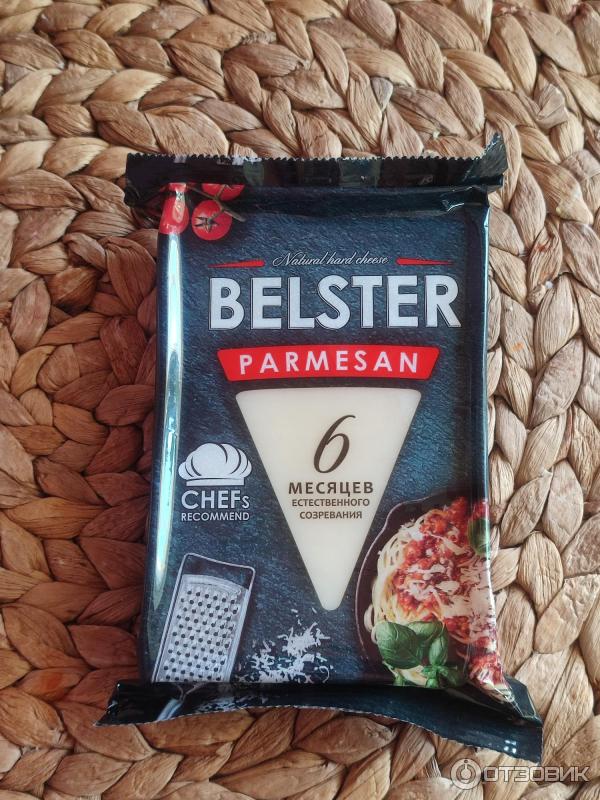 Natural hard cheese
BELSTER
PARMESAN
6
МЕСЯЦЕВ
ЕСТЕСТВЕННОГО
СОЗРЕВАНИЯ
CHEFs
RECOMMEND
ОТЗОВИК